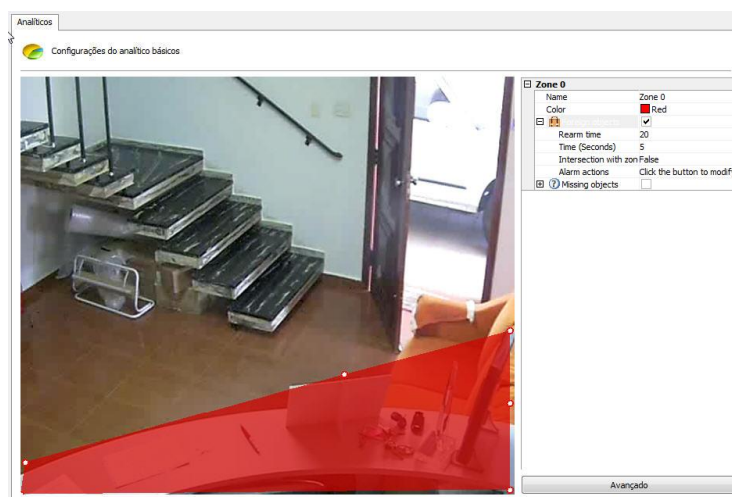 Analíticos
Configurações do analítico básicos
Zone 0
Name Zone 0
Color Red
Rearm time 20
Time (Seconds) 5
Intersection with zon False
Alarm actions Click the button to modif
Missing objects
Avançado